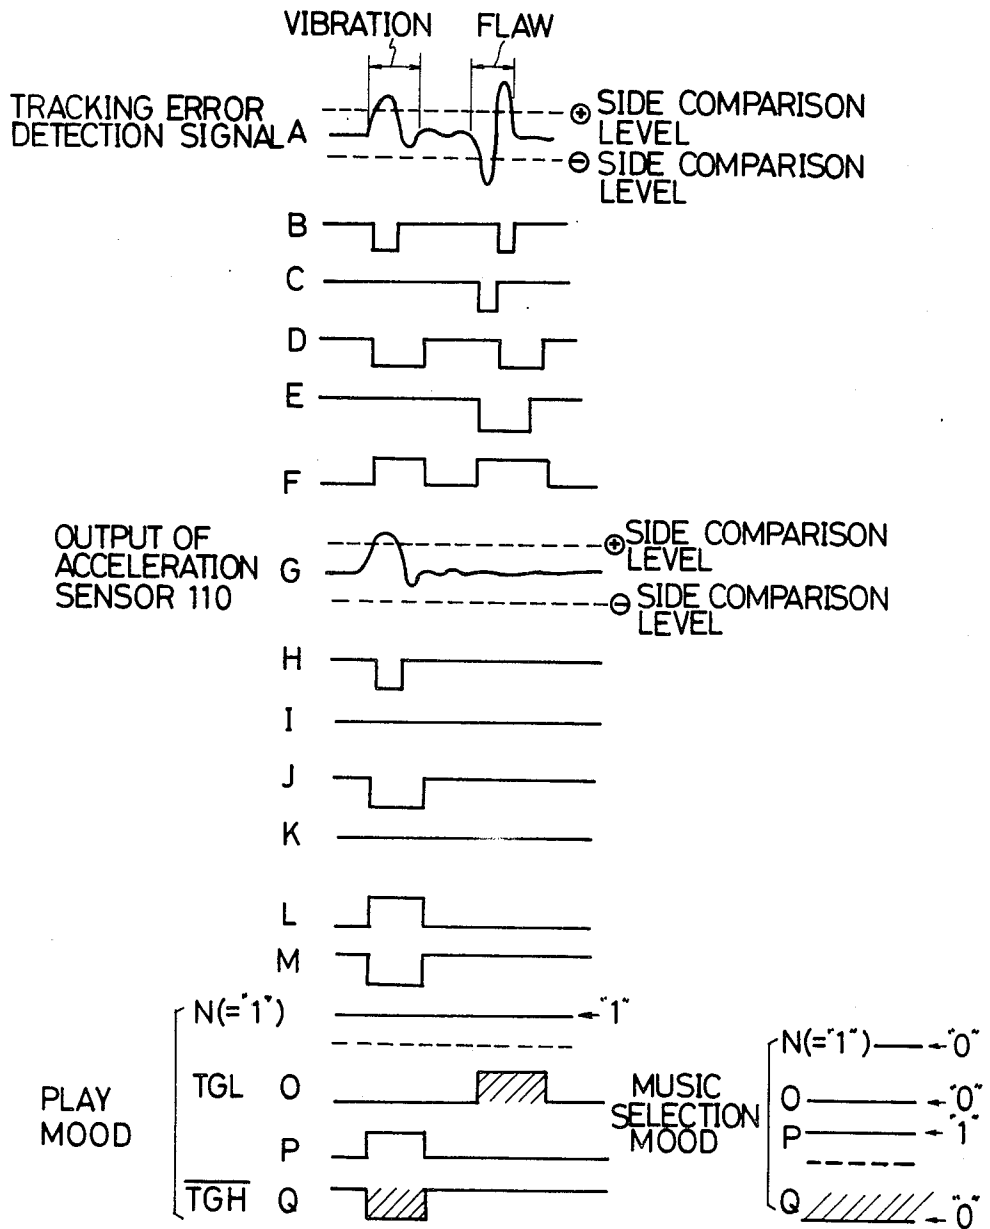 VIBRATION FLAW
TRACKING ERROR
DETECTION SIGNAL A
⊕ SIDE COMPARISON
LEVEL
⊖ SIDE COMPARISON
LEVEL
B
C
D
E
F
OUTPUT OF
ACCELERATION
SENSOR 110
G
⊕ SIDE COMPARISON
LEVEL
⊖ SIDE COMPARISON
LEVEL
H
I
J
K
L
M
PLAY
MOOD
N(="1") "1"
TGL O
P
TGH Q
MUSIC
SELECTION
MOOD
N(="1") "0"
O "0"
P "1"
Q "0"